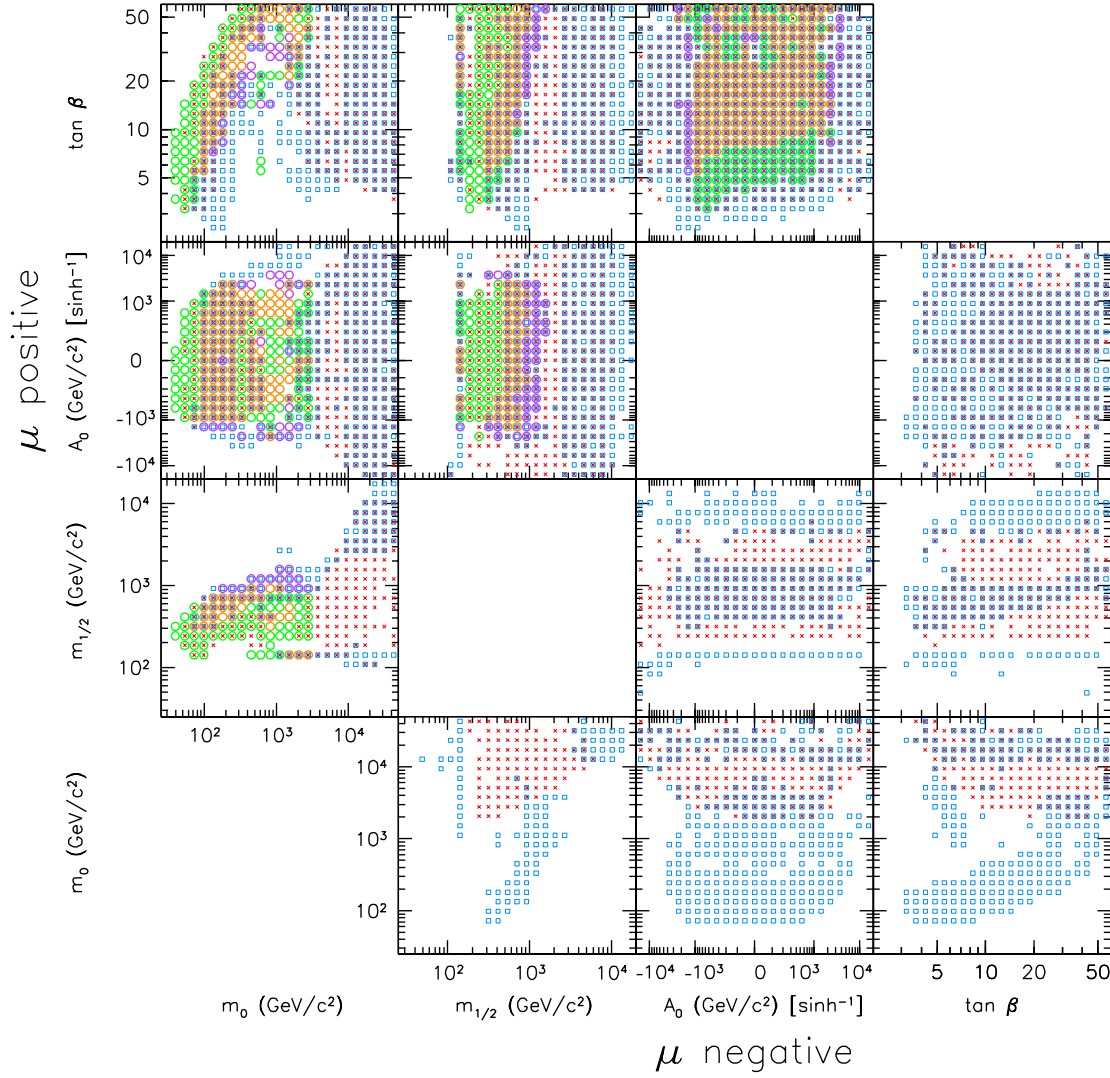 50
20
10
5
tan β
10⁴
10³
0
-10³
-10⁴
A₀ (GeV/c²) [sinh⁻¹]
μ positive
10⁴
10³
10²
m₁/₂ (GeV/c²)
10² 10³ 10⁴
10⁴
10³
10²
m₀ (GeV/c²)
10² 10³ 10⁴ -10⁴ -10³ 0 10³ 10⁴ 5 10 20 50
m₀ (GeV/c²) m₁/₂ (GeV/c²) A₀ (GeV/c²) [sinh⁻¹] tan β
μ negative